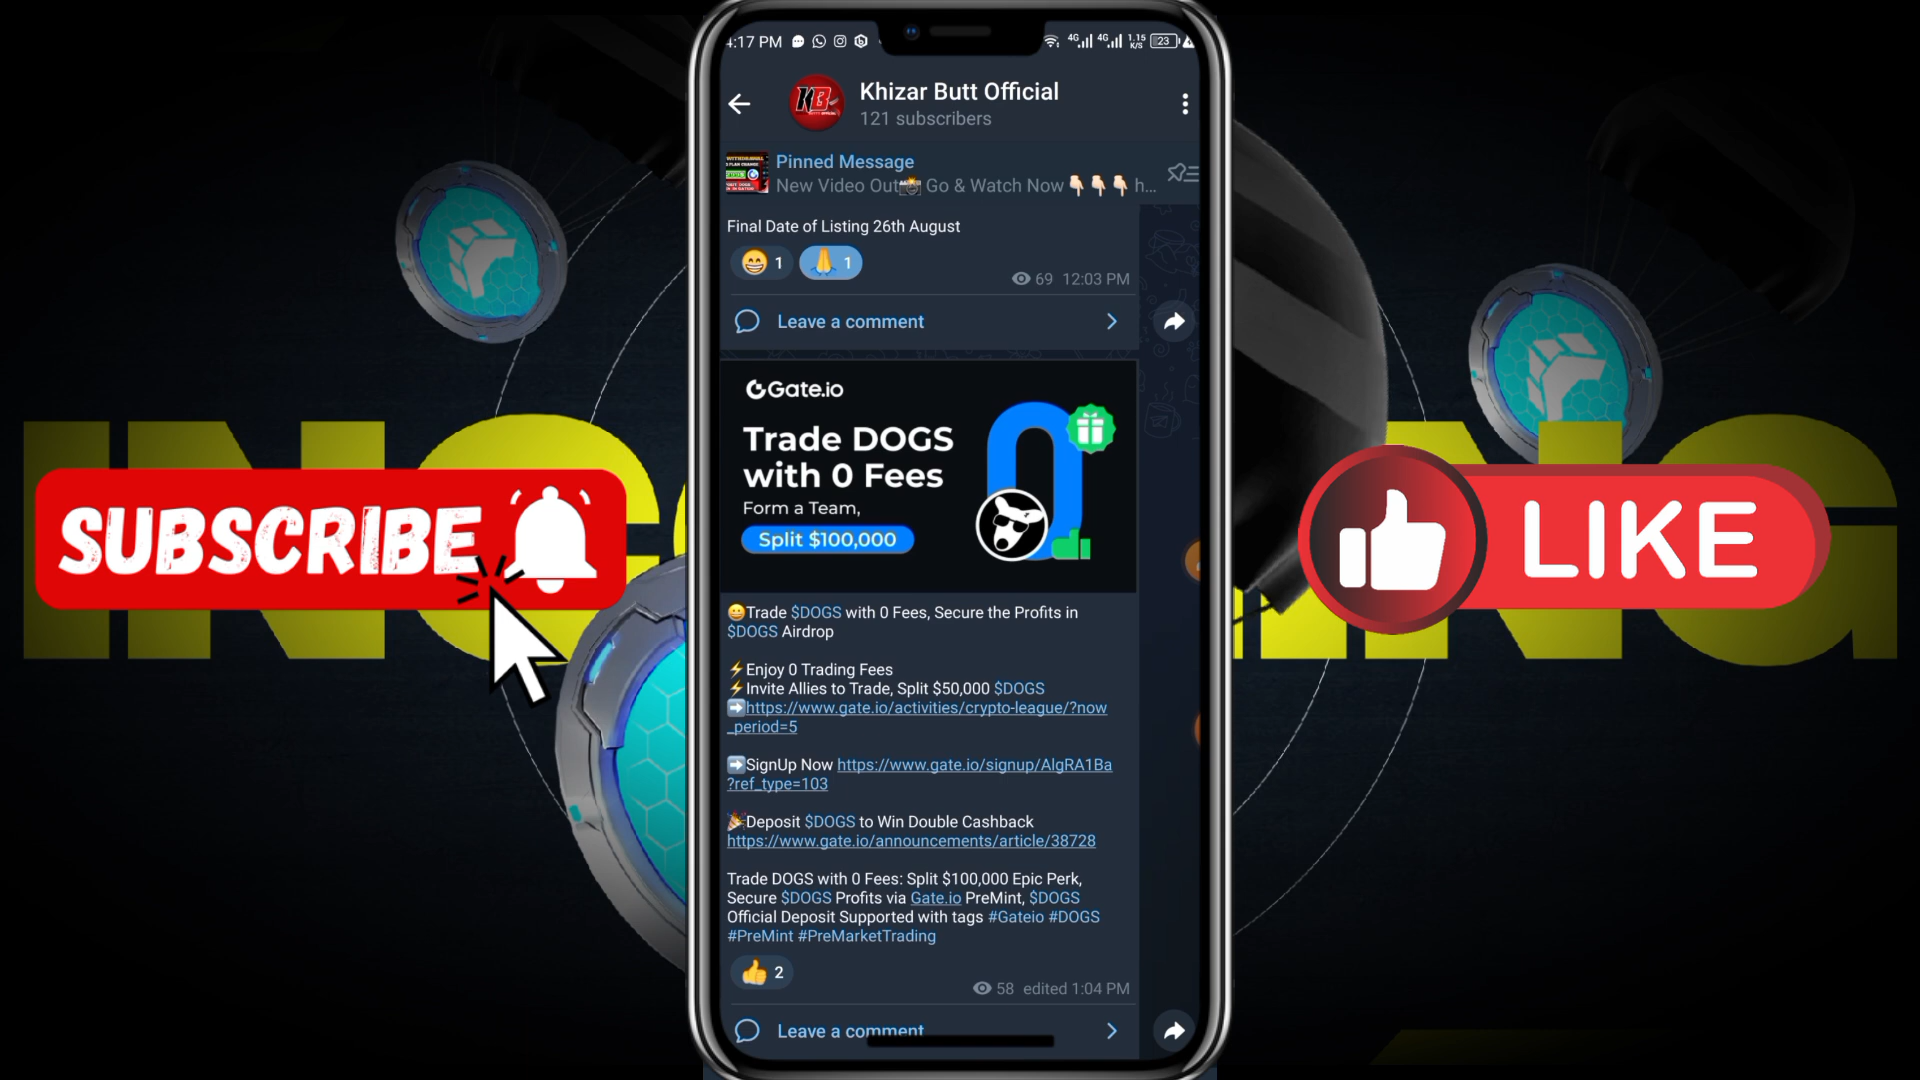 4:17 PM
4G 4G 1.15 K/S 23
Khizar Butt Official
121 subscribers
Pinned Message
New Video Out📸 Go & Watch Now👇🏻👇🏻👇🏻 h...
Final Date of Listing 26th August
😁 1 🙏 1
69 12:03 PM
Leave a comment
Gate.io
Trade DOGS
with 0 Fees
Form a Team,
Split $100,000
😀Trade $DOGS with 0 Fees, Secure the Profits in
$DOGS Airdrop
⚡Enjoy 0 Trading Fees
⚡Invite Allies to Trade, Split $50,000 $DOGS
➡️https://www.gate.io/activities/crypto-league/?now
_period=5
➡️SignUp Now https://www.gate.io/signup/AlgRA1Ba
?ref_type=103
🎉Deposit $DOGS to Win Double Cashback
https://www.gate.io/announcements/article/38728
Trade DOGS with 0 Fees: Split $100,000 Epic Perk,
Secure $DOGS Profits via Gate.io PreMint, $DOGS
Official Deposit Supported with tags #Gateio #DOGS
#PreMint #PreMarketTrading
👍 2
58 edited 1:04 PM
Leave a comment
SUBSCRIBE
LIKE